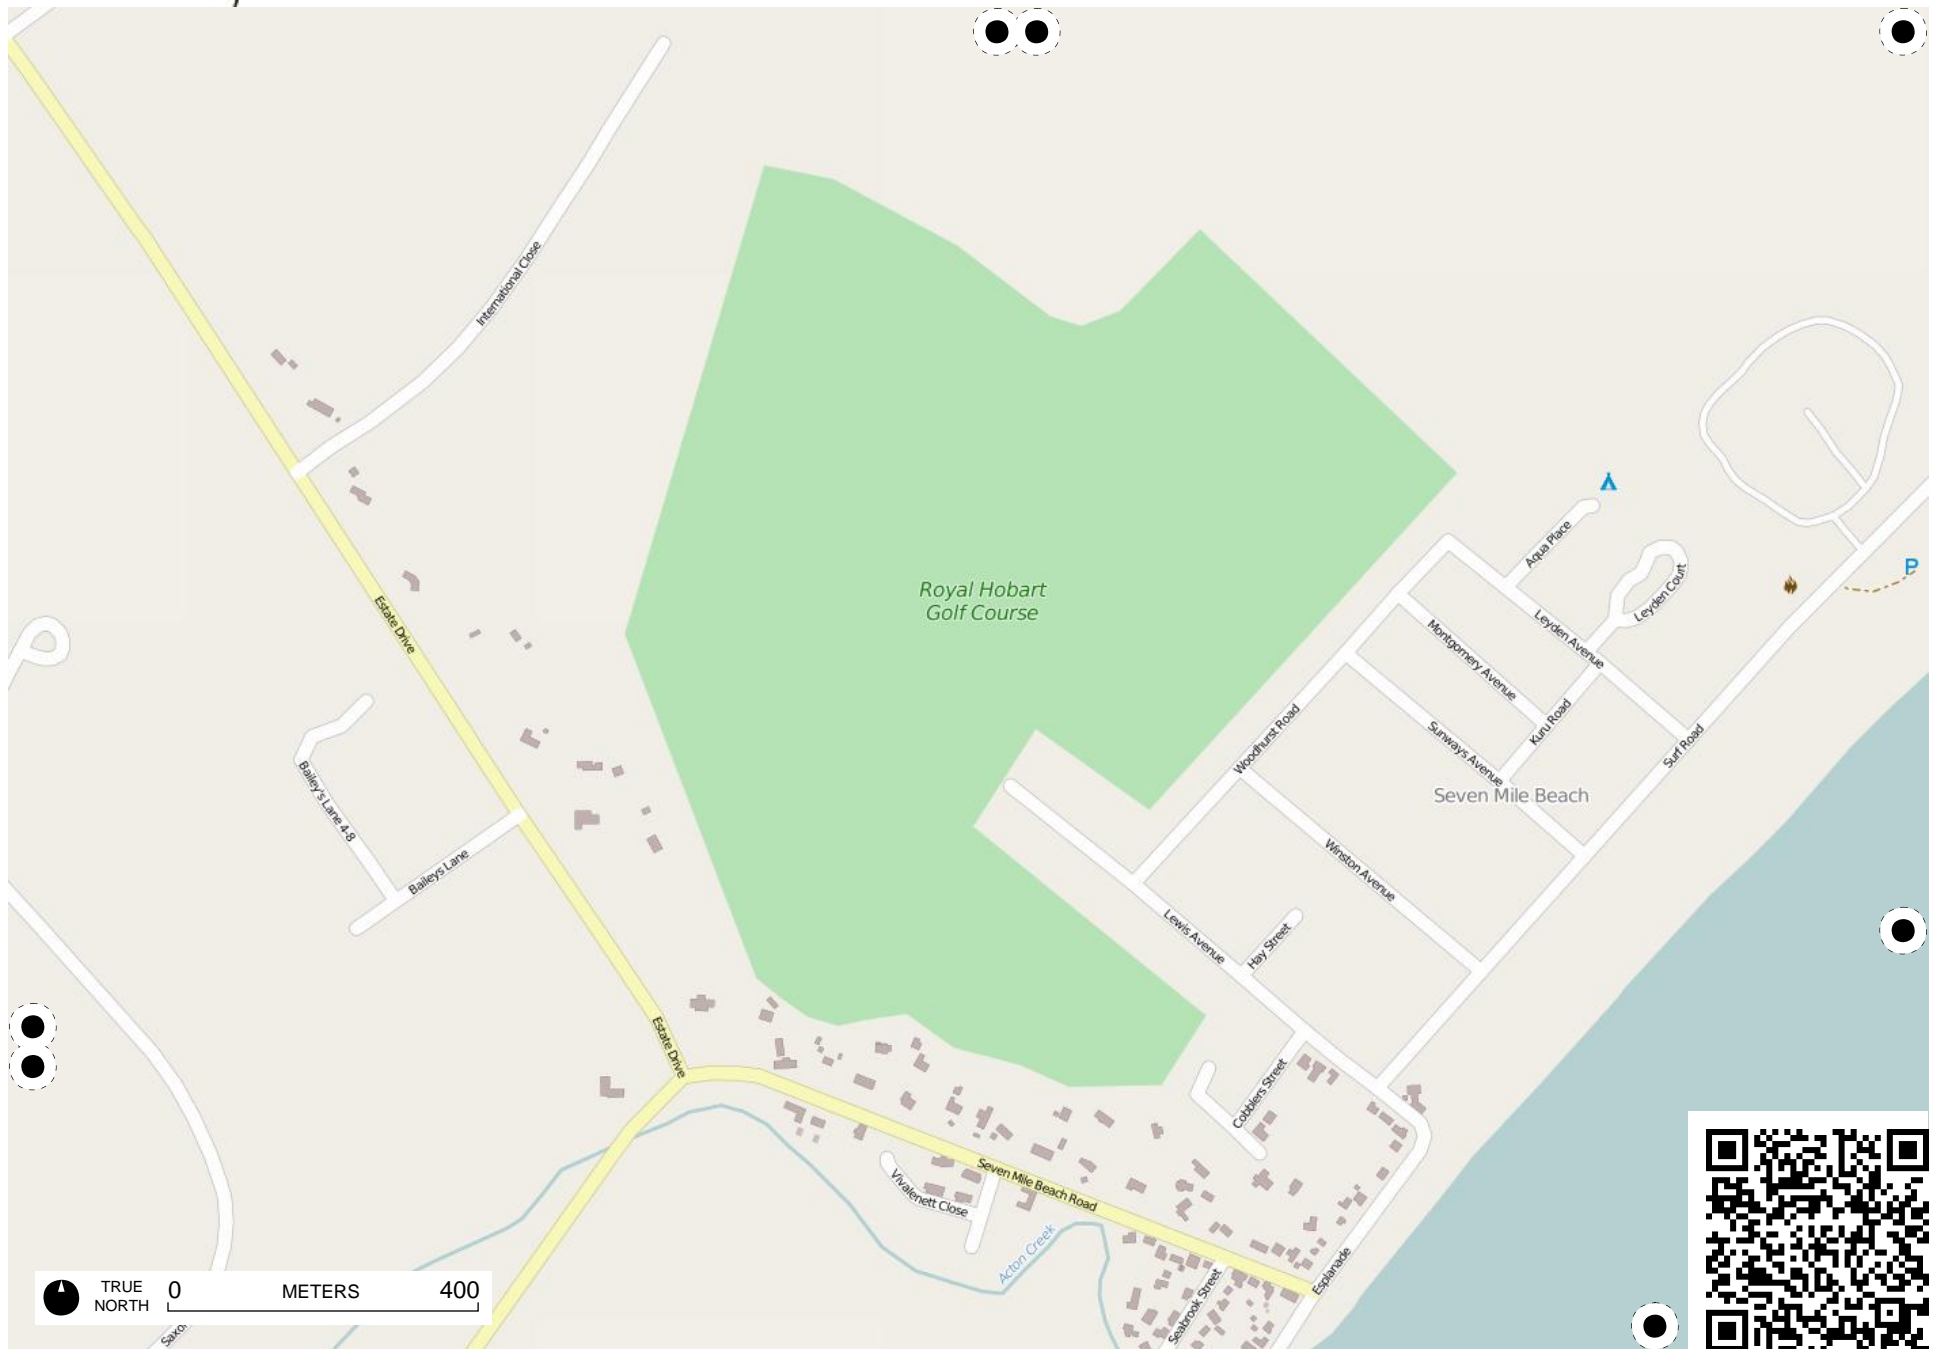 International Close
Estate Drive
Royal Hobart
Golf Course
Aqua Place
P
Leyden Court
Leyden Avenue
Montgomery Avenue
Kuru Road
Sunways Avenue
Woodhurst Road
Surf Road
Seven Mile Beach
Bailey's Lane 4-8
Baileys Lane
Winston Avenue
Lewis Avenue
Hay Street
Estate Drive
Cobblers Street
Vivalenett Close
Seven Mile Beach Road
Acton Creek
Esplanade
Seabrook Street
TRUE
NORTH
0 METERS 400